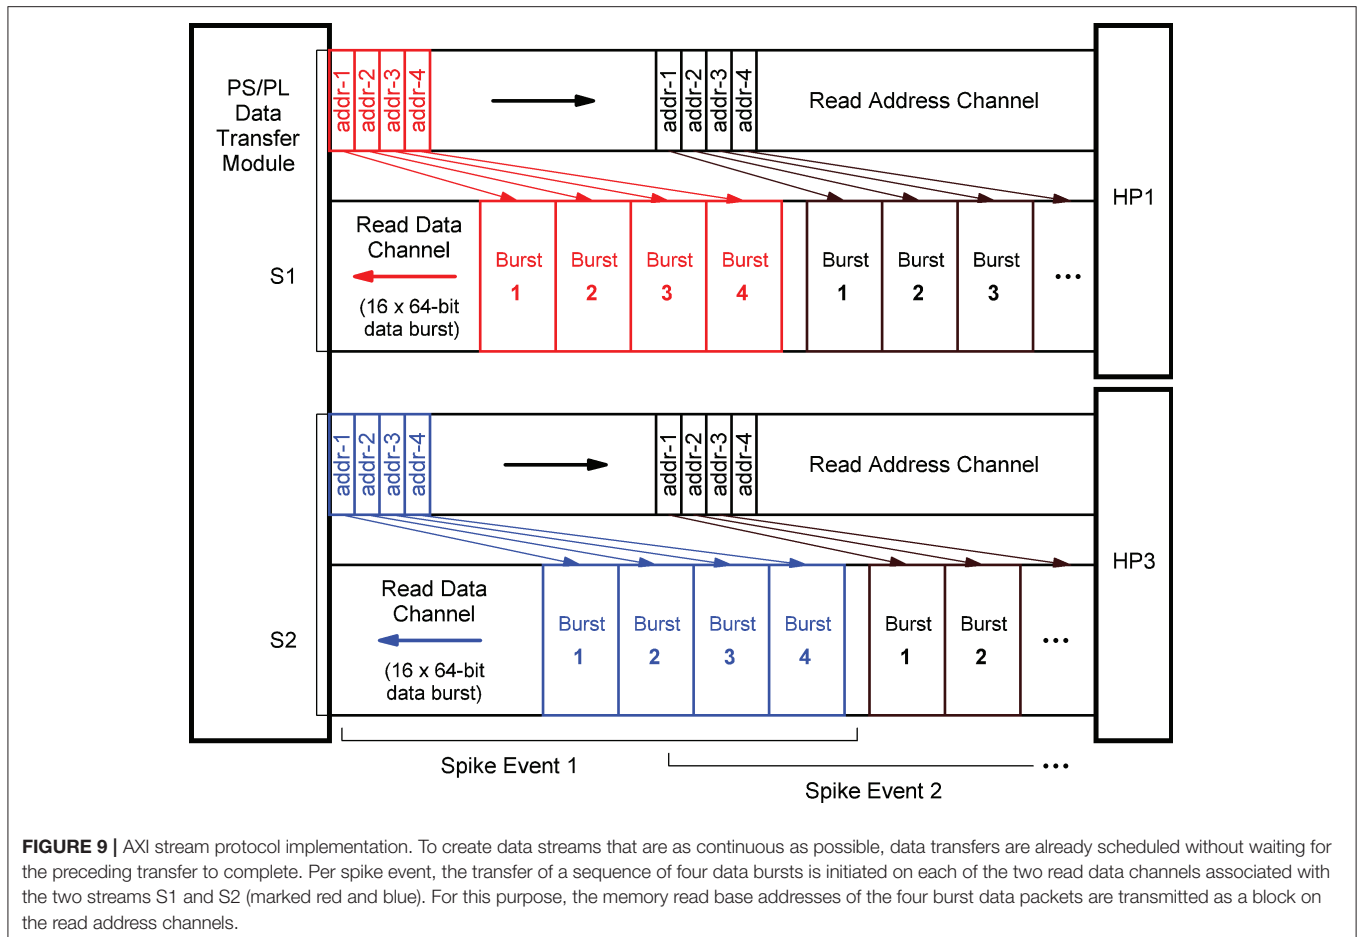 PS/PL
Data
Transfer
Module
addr-1
addr-2
addr-3
addr-4
addr-1
addr-2
addr-3
addr-4
Read Address Channel
HP1
S1
Read Data
Channel
(16 x 64-bit
data burst)
Burst
1
Burst
2
Burst
3
Burst
4
Burst
1
Burst
2
Burst
3
...
addr-1
addr-2
addr-3
addr-4
addr-1
addr-2
addr-3
addr-4
Read Address Channel
HP3
S2
Read Data
Channel
(16 x 64-bit
data burst)
Burst
1
Burst
2
Burst
3
Burst
4
Burst
1
Burst
2
...
Spike Event 1
Spike Event 2
...
FIGURE 9 | AXI stream protocol implementation. To create data streams that are as continuous as possible, data transfers are already scheduled without waiting for
the preceding transfer to complete. Per spike event, the transfer of a sequence of four data bursts is initiated on each of the two read data channels associated with
the two streams S1 and S2 (marked red and blue). For this purpose, the memory read base addresses of the four burst data packets are transmitted as a block on
the read address channels.